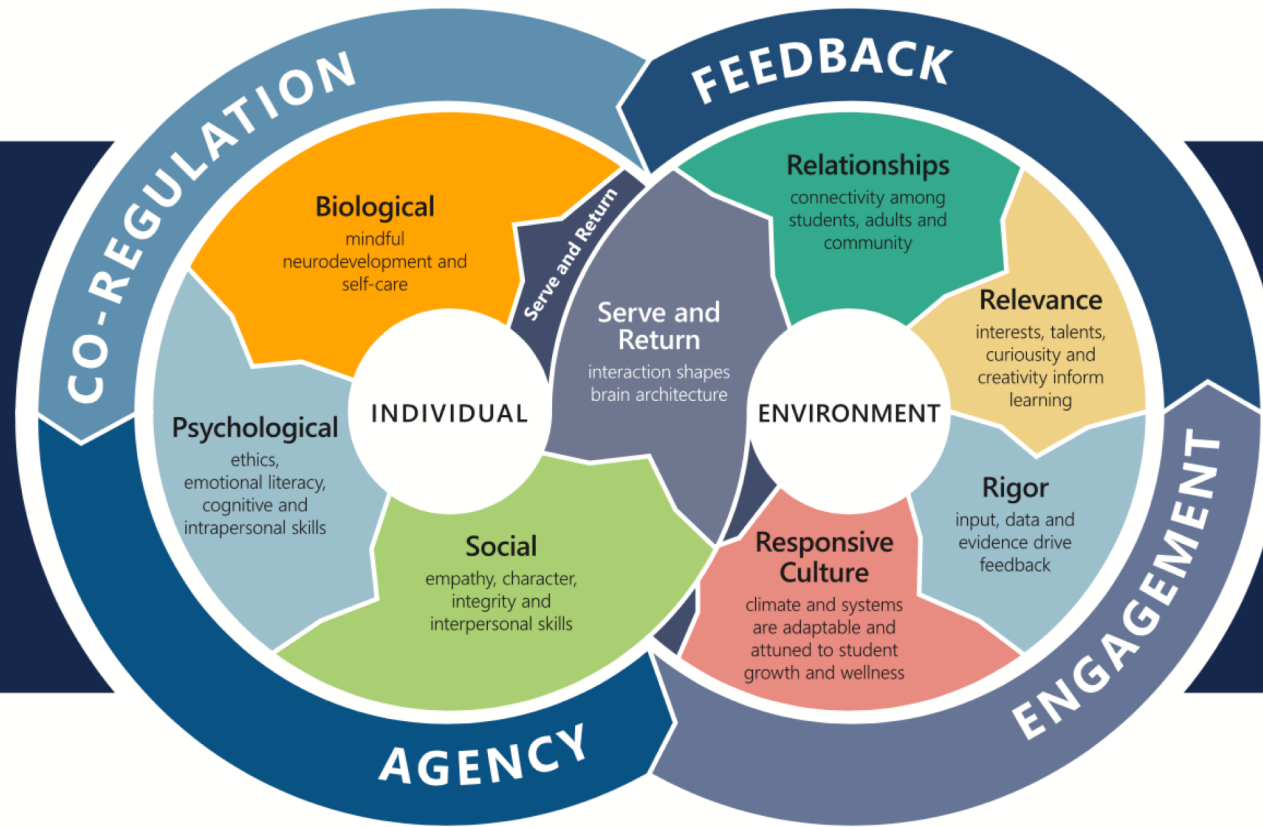 CO-REGULATION
FEEDBACK
Biological
mindful
neurodevelopment and
self-care
Serve and Return
Psychological
ethics,
emotional literacy,
cognitive and
intrapersonal skills
INDIVIDUAL
Social
empathy, character,
integrity and
interpersonal skills
Serve and
Return
interaction shapes
brain architecture
Relationships
connectivity among
students, adults and
community
Relevance
interests, talents,
curiousity and
creativity inform
learning
ENVIRONMENT
Rigor
input, data and
evidence drive
feedback
Responsive
Culture
climate and systems
are adaptable and
attuned to student
growth and wellness
AGENCY
ENGAGEMENT